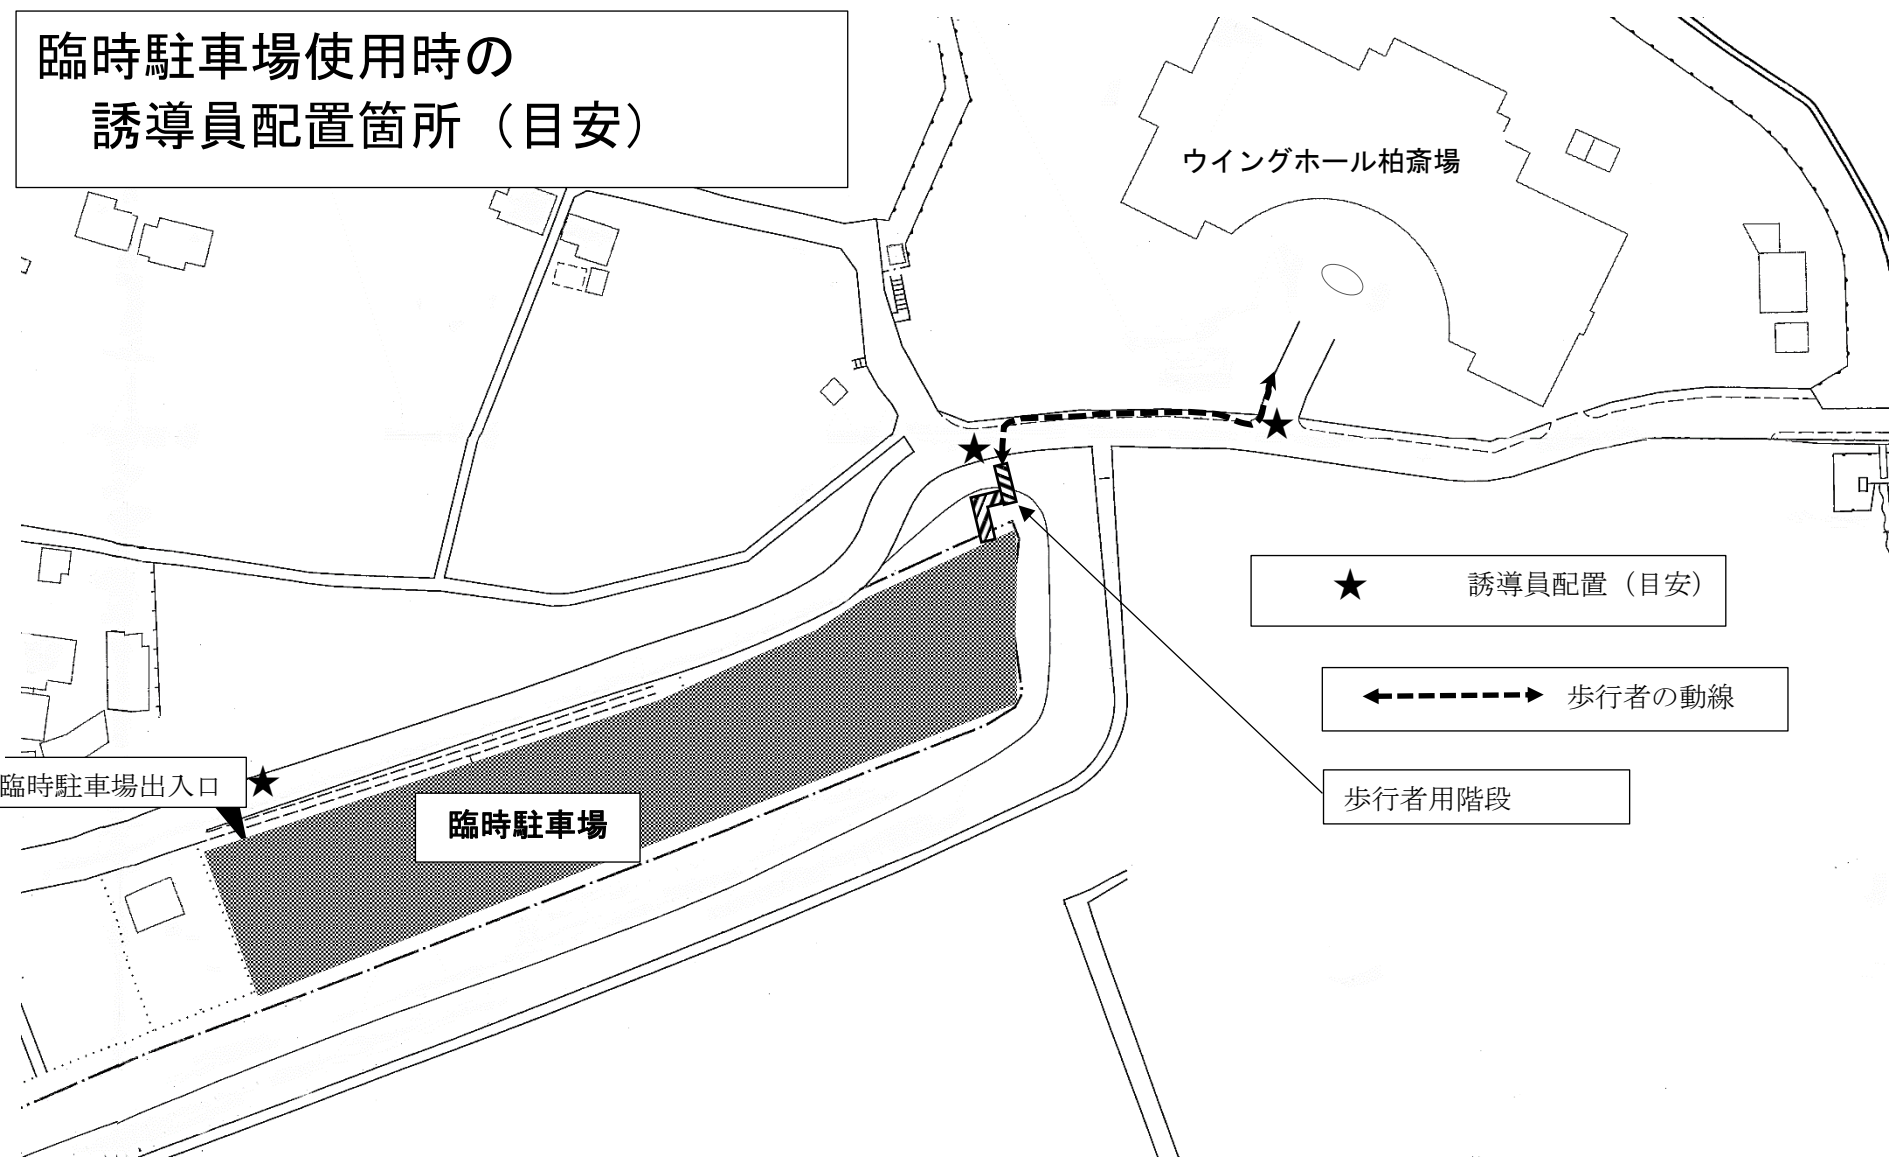 臨時駐車場使用時の
誘導員配置箇所（目安）
ウイングホール柏斎場
★ 誘導員配置（目安）
歩行者の動線
歩行者用階段
臨時駐車場出入口
臨時駐車場